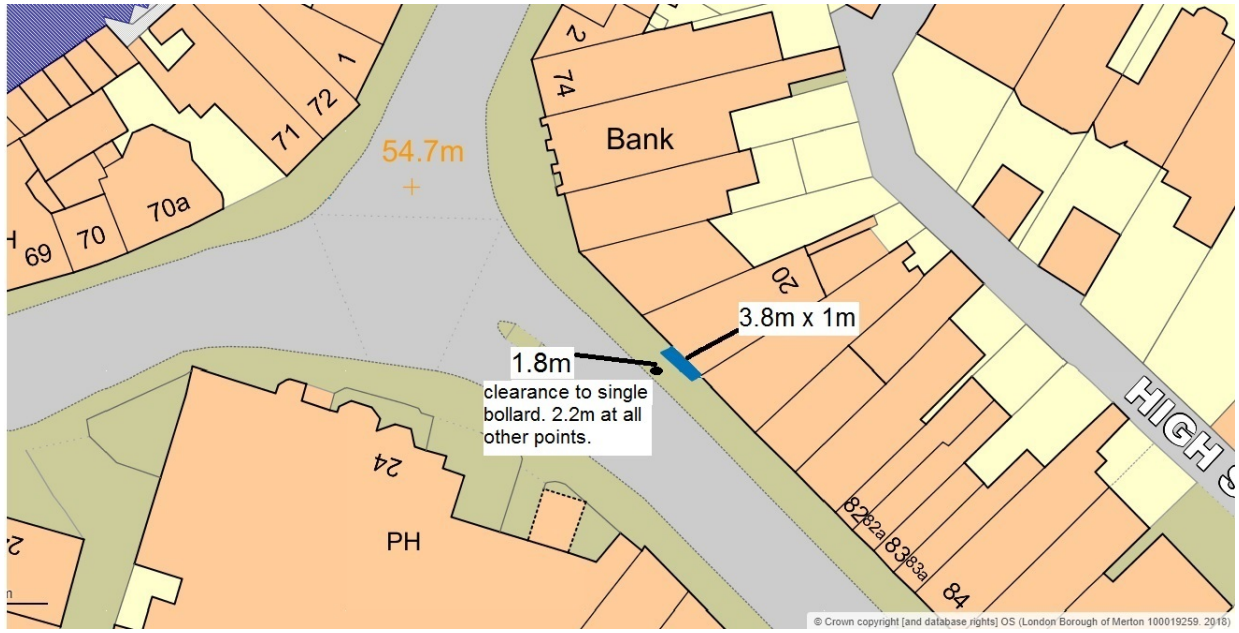 2
1
74
72
71
Bank
54.7m
70a
70
69
20
3.8m x 1m
1.8m
clearance to single
bollard. 2.2m at all
other points.
HIGH S
24
PH
82
82a
83
83a
84
m
© Crown copyright [and database rights] OS (London Borough of Merton 100019259. 2018)